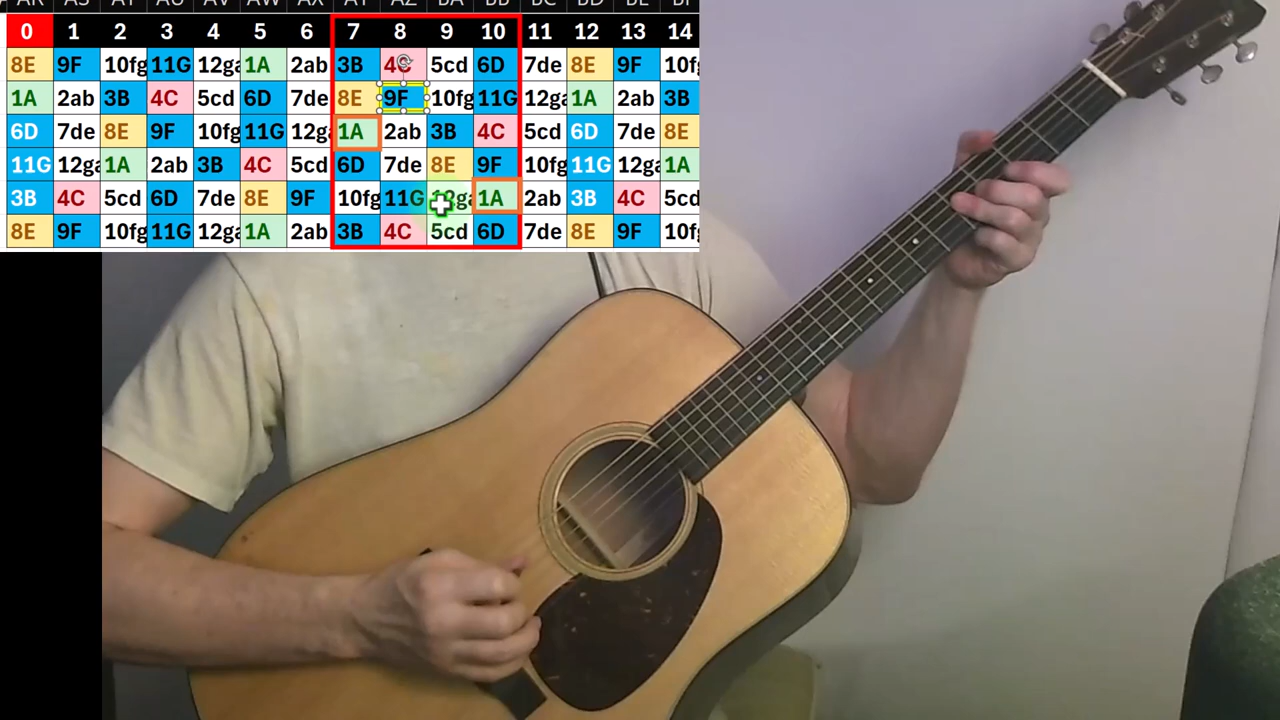 0 1 2 3 4 5 6 7 8 9 10 11 12 13 14
8E 9F 10fg 11G 12ga 1A 2ab 3B 4C 5cd 6D 7de 8E 9F 10f
1A 2ab 3B 4C 5cd 6D 7de 8E 9F 10fg 11G 12ga 1A 2ab 3B
6D 7de 8E 9F 10fg 11G 12ga 1A 2ab 3B 4C 5cd 6D 7de 8E
11G 12ga 1A 2ab 3B 4C 5cd 6D 7de 8E 9F 10fg 11G 12ga 1A
3B 4C 5cd 6D 7de 8E 9F 10fg 11G 1A 2ab 3B 4C 5cd
8E 9F 10fg 11G 12ga 1A 2ab 3B 4C 5cd 6D 7de 8E 9F 10f